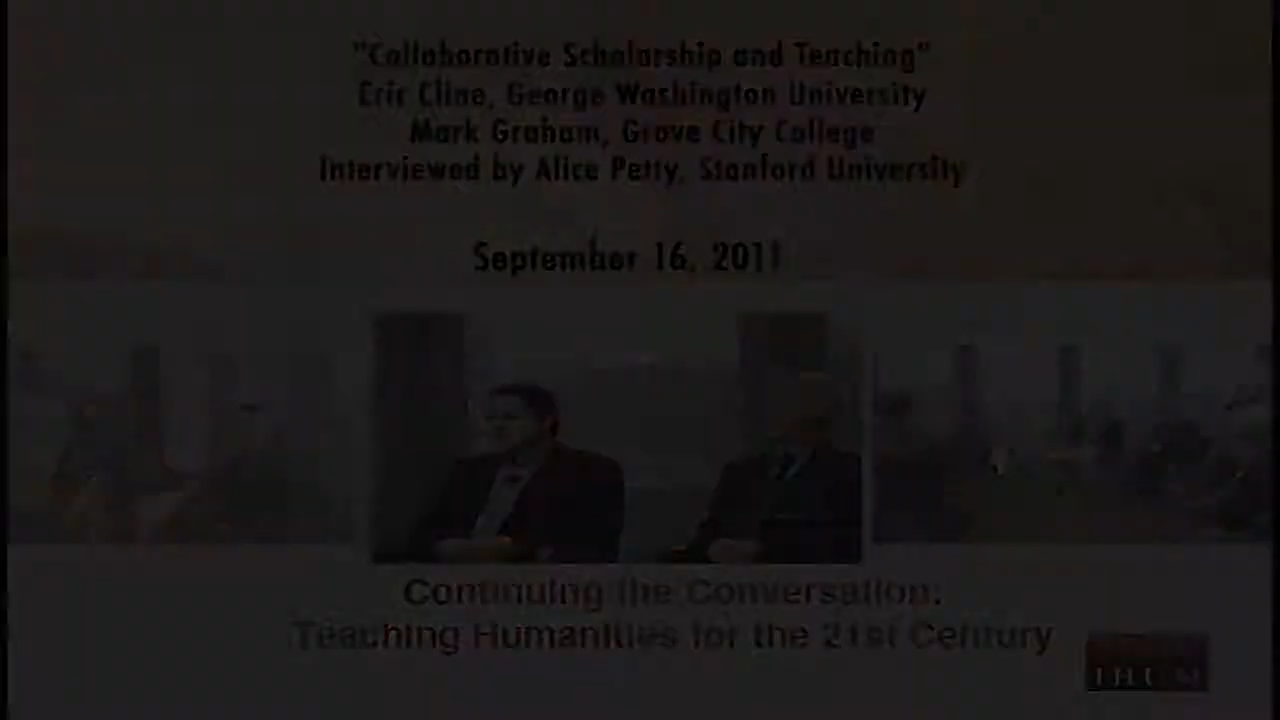 "Collaborative Scholarship and Teaching"
Eric Cline, George Washington University
Mark Graham, Grove City College
Interviewed by Alice Petty, Stanford University
September 16, 2011
Continuing the Conversation:
Teaching Humanities for the 21st Century
IHUM